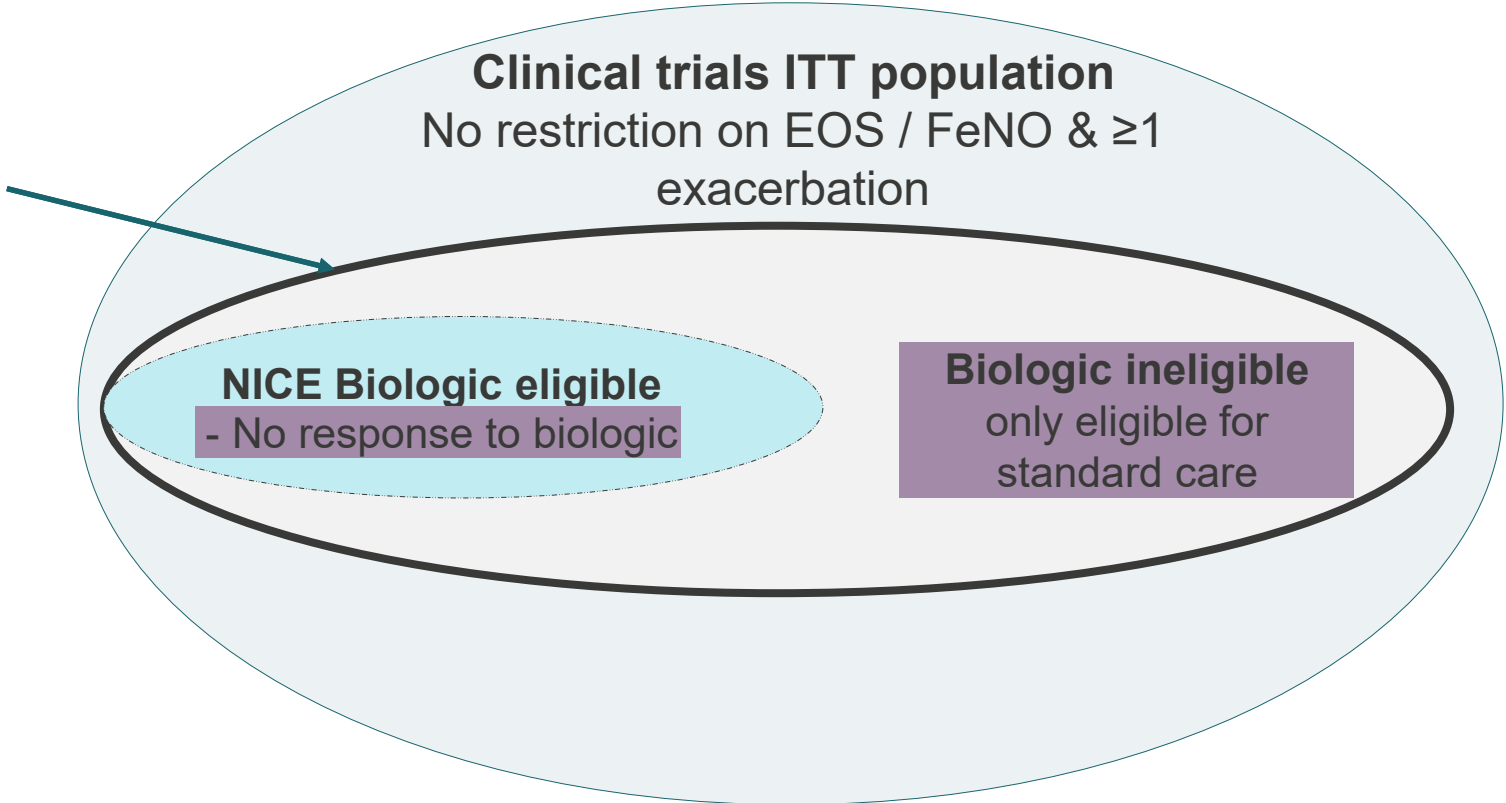 Clinical trials ITT population
No restriction on EOS / FeNO & ≥1
exacerbation
NICE Biologic eligible
- No response to biologic
Biologic ineligible
only eligible for
standard care